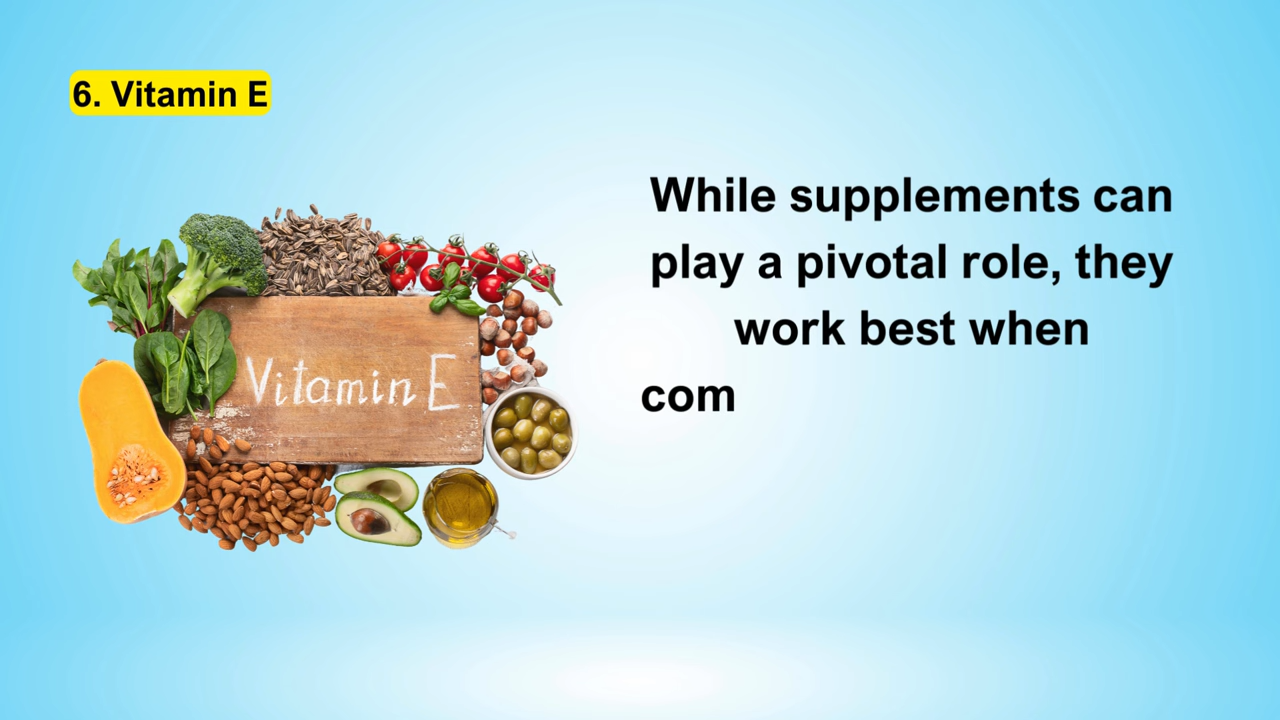 6. Vitamin E
Vitamin E
While supplements can
play a pivotal role, they
work best when
com